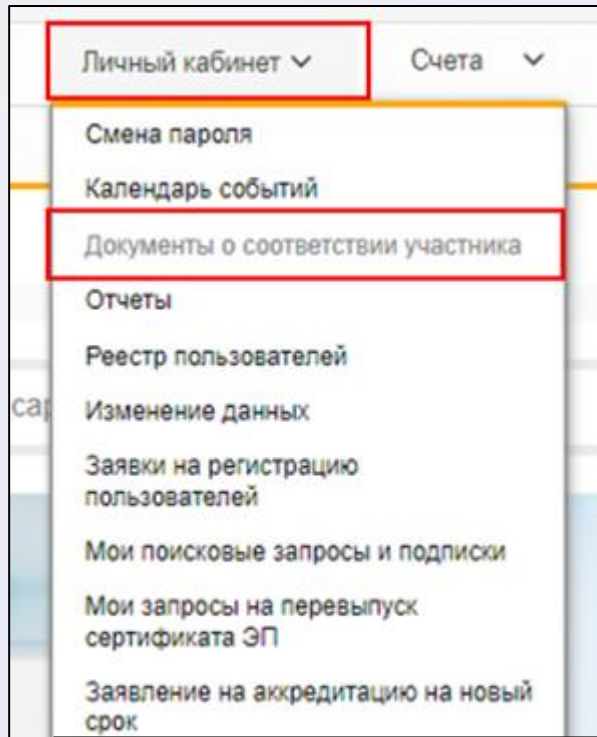 Личный кабинет Счета
Смена пароля
Календарь событий
Документы о соответствии участника
Отчеты
Реестр пользователей
сар
Изменение данных
Заявки на регистрацию
пользователей
Мои поисковые запросы и подписки
Мои запросы на перевыпуск
сертификата ЭП
Заявление на аккредитацию на новый
срок